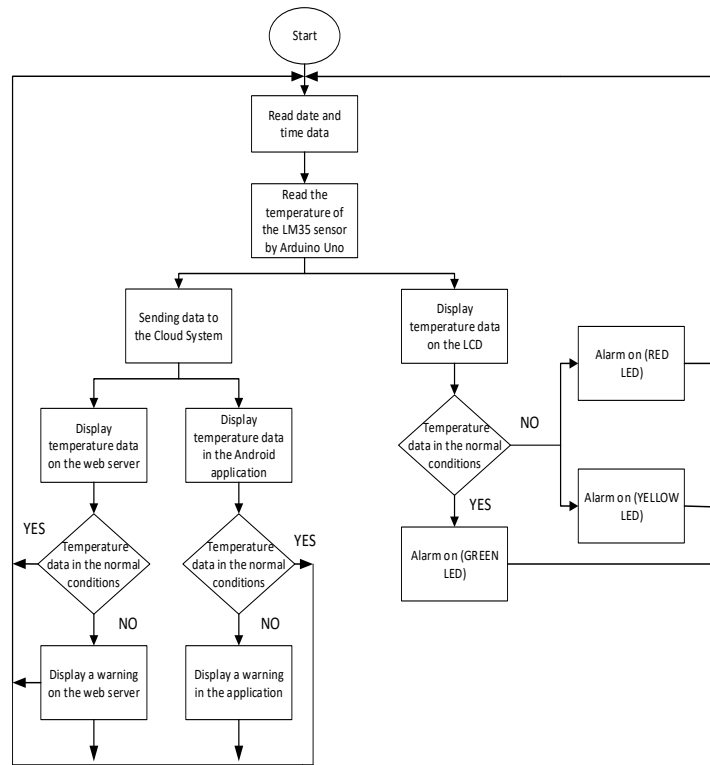 Start
Read date and
time data
Read the
temperature of
the LM35 sensor
by Arduino Uno
Sending data to
the Cloud System
Display
temperature data
on the LCD
Alarm on (RED
LED)
Display
temperature data
on the web server
Display
temperature data
in the Android
application
Temperature
data in the normal
conditions
NO
Alarm on (YELLOW
LED)
YES
YES
Temperature
data in the normal
conditions
Temperature
data in the normal
conditions
YES
Alarm on (GREEN
LED)
NO
NO
Display a warning
on the web server
Display a warning
in the application